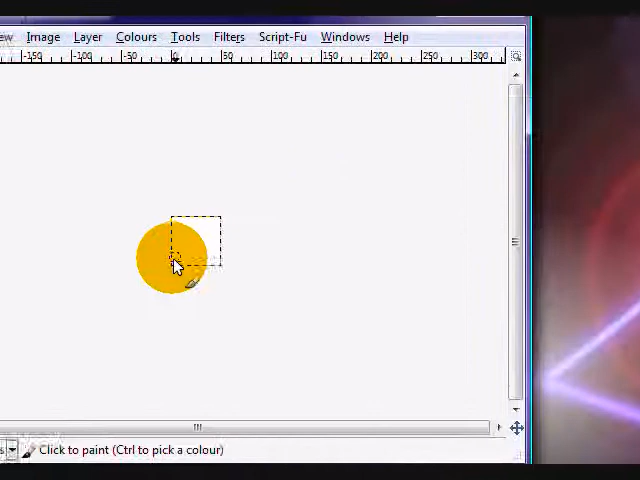 Image Layer Colours Tools Filters Script-Fu Windows Help
-150 -100 -50 0 50 100 150 200 250 300
Click to paint (Ctrl to pick a colour)